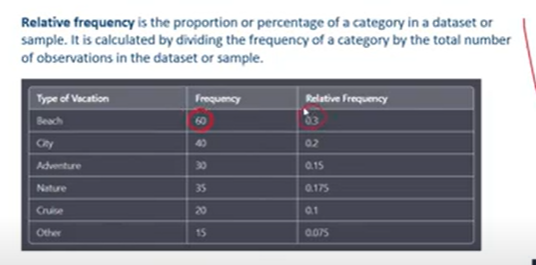 Relative frequency is the proportion or percentage of a category in a dataset or
sample. It is calculated by dividing the frequency of a category by the total number
of observations in the dataset or sample.
Type of Vacation Frequency Relative Frequency
Beach 60 0.3
City 40 0.2
Adventure 30 0.15
Nature 35 0.175
Cruise 20 0.1
Other 15 0.075